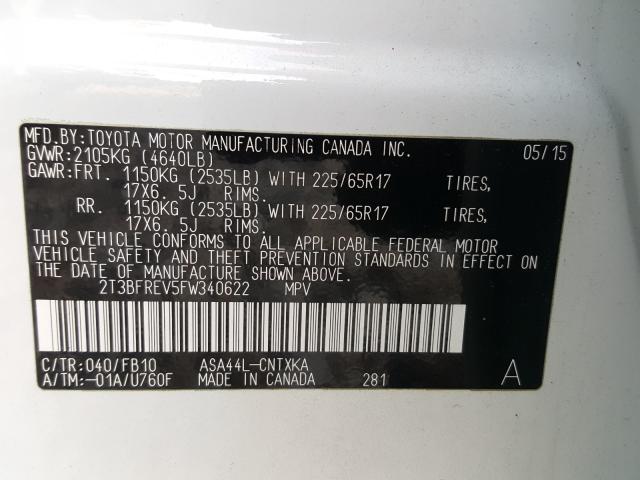 MFD.BY:TOYOTA MOTOR MANUFACTURING CANADA INC. 05/15
GVWR:2105KG (4640LB)
GAWR:FRT. 1150KG (2535LB) WITH 225/65R17 TIRES,
17X6. 5J RIMS.
RR. 1150KG (2535LB) WITH 225/65R17 TIRES,
17X6. 5J RIMS.
THIS VEHICLE CONFORMS TO ALL APPLICABLE FEDERAL MOTOR
VEHICLE SAFETY AND THEFT PREVENTION STANDARDS IN EFFECT ON
THE DATE OF MANUFACTURE SHOWN ABOVE.
2T3BFREV5FW340622 MPV
C/TR:040/FB10 ASA44L-CNTXKA
A/TM:-01A/U760F MADE IN CANADA 281 A